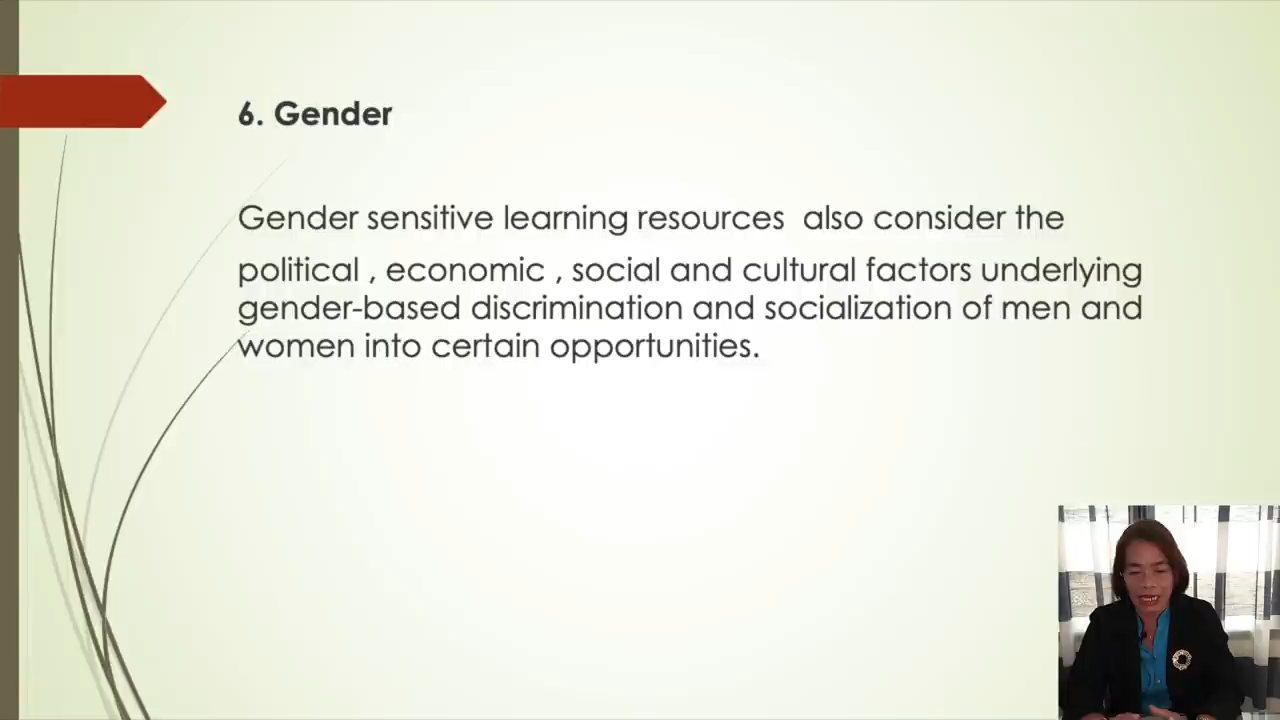 6. Gender
Gender sensitive learning resources  also consider the
political , economic , social and cultural factors underlying
gender-based discrimination and socialization of men and
women into certain opportunities.